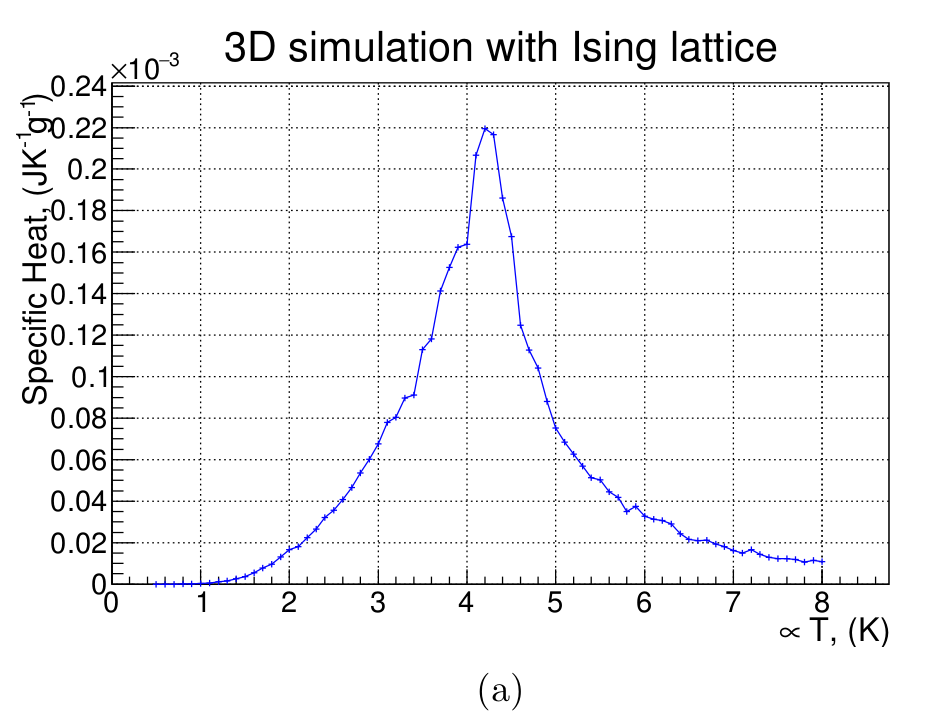 3D simulation with Ising lattice
×10⁻³
Specific Heat, (JK⁻¹g⁻¹)
0.24
0.22
0.2
0.18
0.16
0.14
0.12
0.1
0.08
0.06
0.04
0.02
0
0 1 2 3 4 5 6 7 8
∝ T, (K)
(a)